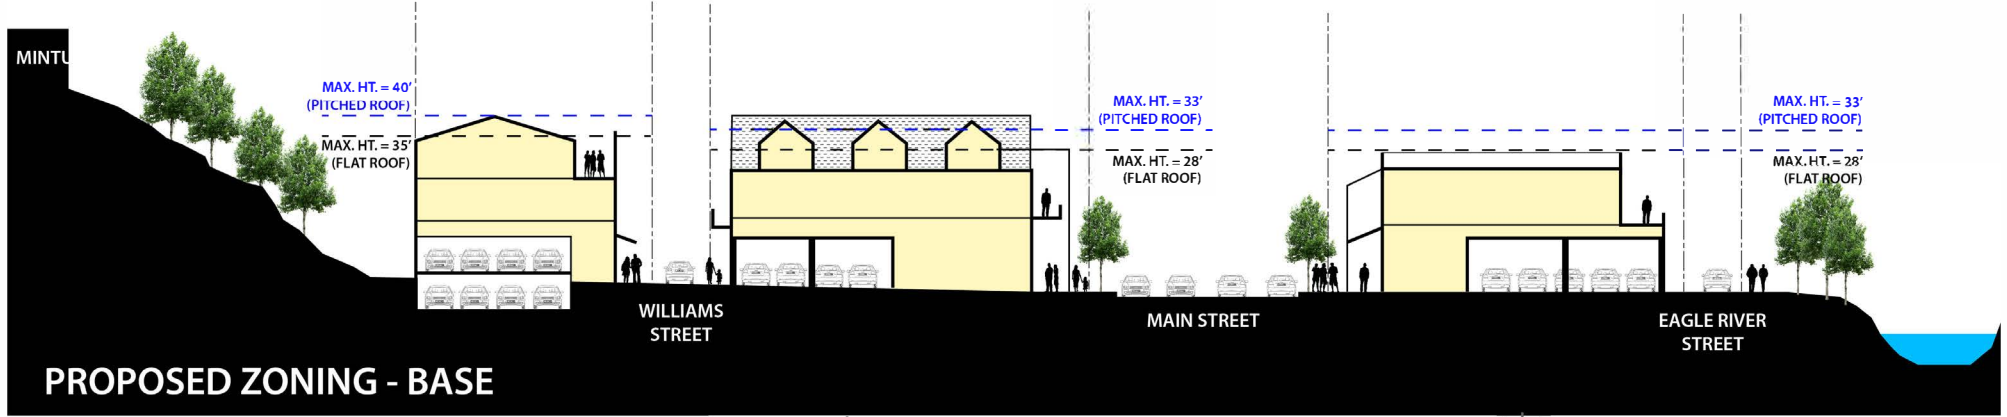 MINTU
MAX. HT. = 40'
(PITCHED ROOF)
MAX. HT. = 35'
(FLAT ROOF)
MAX. HT. = 33'
(PITCHED ROOF)
MAX. HT. = 28'
(FLAT ROOF)
MAX. HT. = 33'
(PITCHED ROOF)
MAX. HT. = 28'
(FLAT ROOF)
WILLIAMS
STREET
MAIN STREET
EAGLE RIVER
STREET
PROPOSED ZONING - BASE